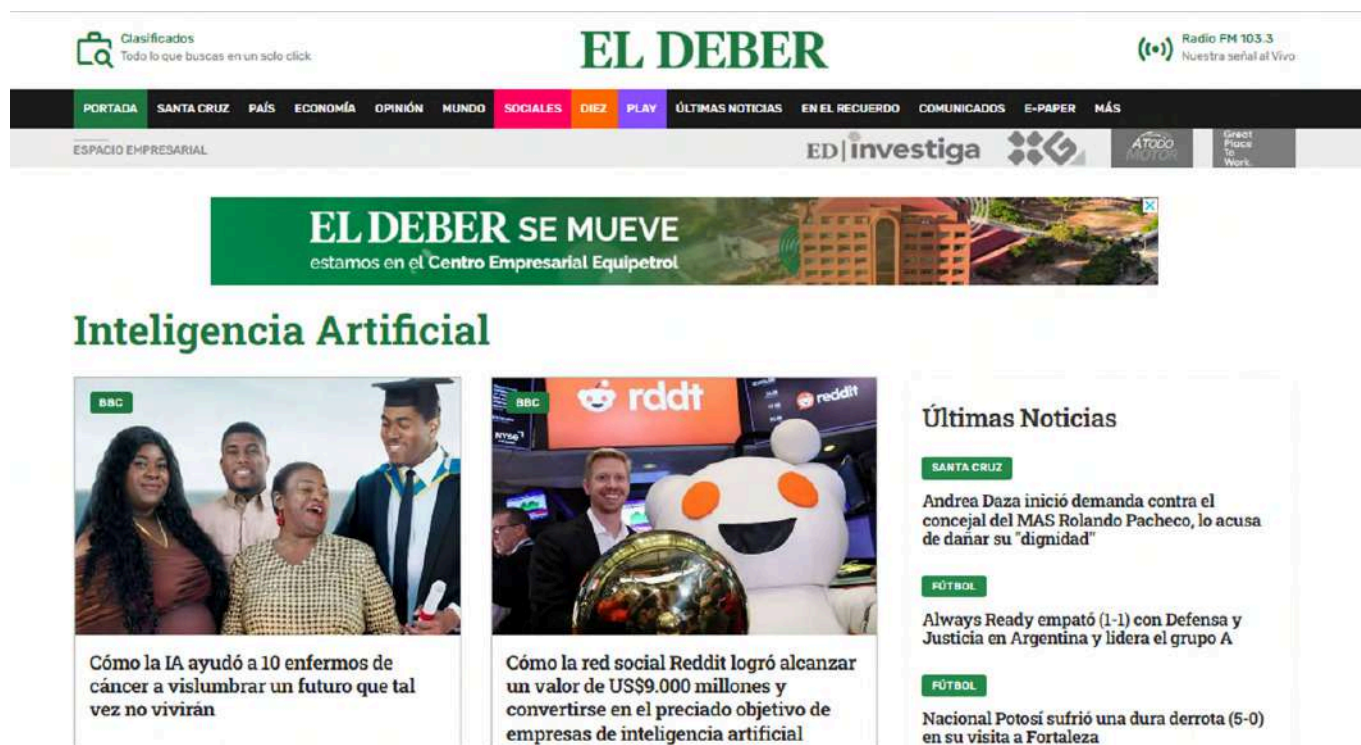 Clasificados
Todo lo que buscas en un solo click
EL DEBER
Radio FM 103.3
Nuestra señal al Vivo
PORTADA SANTA CRUZ PAÍS ECONOMÍA OPINIÓN MUNDO SOCIALES DIEZ PLAY ÚLTIMAS NOTICIAS EN EL RECUERDO COMUNICADOS E-PAPER MÁS
ESPACIO EMPRESARIAL
ED|investiga
ATODO
MOTOR
Great
Place
To
Work.
EL DEBER SE MUEVE
estamos en el Centro Empresarial Equipetrol
Inteligencia Artificial
BBC
Cómo la IA ayudó a 10 enfermos de
cáncer a vislumbrar un futuro que tal
vez no vivirán
BBC
rddt
reddit
NYSE
Cómo la red social Reddit logró alcanzar
un valor de US$9.000 millones y
convertirse en el preciado objetivo de
empresas de inteligencia artificial
Últimas Noticias
SANTA CRUZ
Andrea Daza inició demanda contra el
concejal del MAS Rolando Pacheco, lo acusa
de dañar su "dignidad"
FÚTBOL
Always Ready empató (1-1) con Defensa y
Justicia en Argentina y lidera el grupo A
FÚTBOL
Nacional Potosí sufrió una dura derrota (5-0)
en su visita a Fortaleza